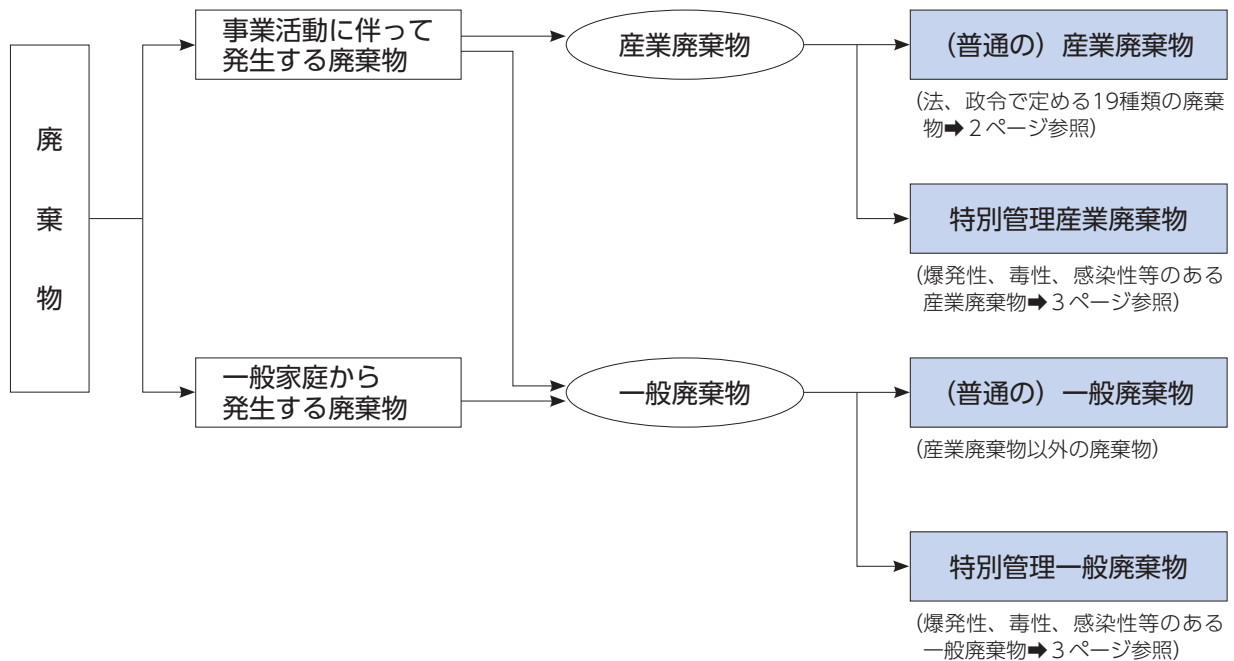 廃棄物
事業活動に伴って
発生する廃棄物
産業廃棄物
（普通の）産業廃棄物
（法、政令で定める19種類の廃棄
物➡２ページ参照）
特別管理産業廃棄物
（爆発性、毒性、感染性等のある
産業廃棄物➡３ページ参照）
一般家庭から
発生する廃棄物
一般廃棄物
（普通の）一般廃棄物
（産業廃棄物以外の廃棄物）
特別管理一般廃棄物
（爆発性、毒性、感染性等のある
一般廃棄物➡３ページ参照）